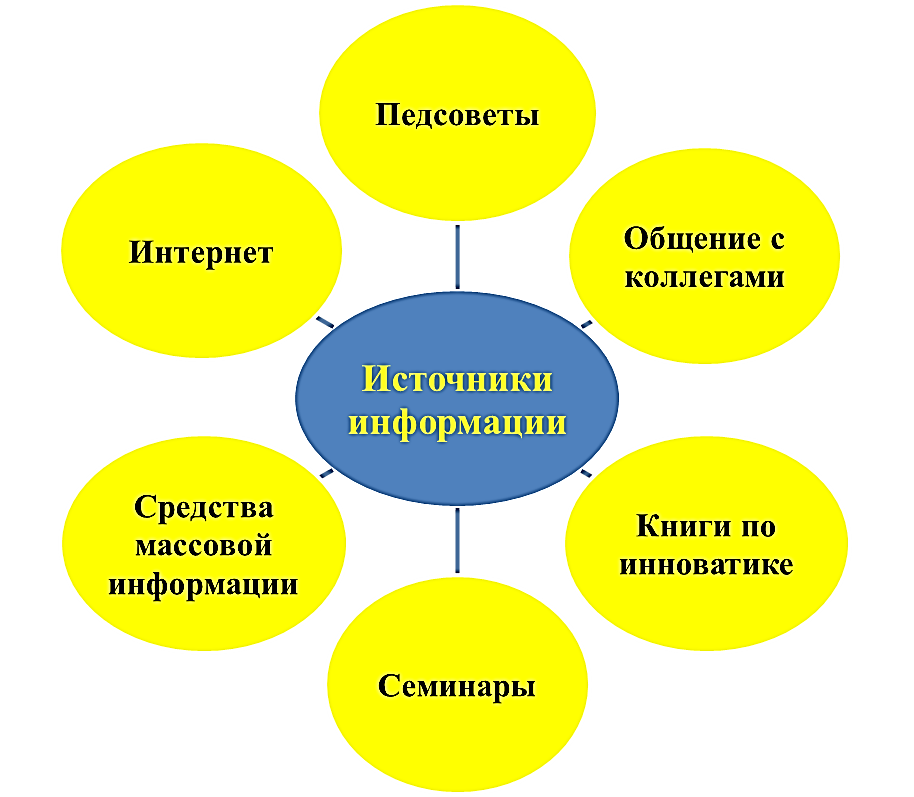 Педсоветы
Общение с
коллегами
Интернет
Источники
информации
Средства
массовой
информации
Книги по
инноватике
Семинары